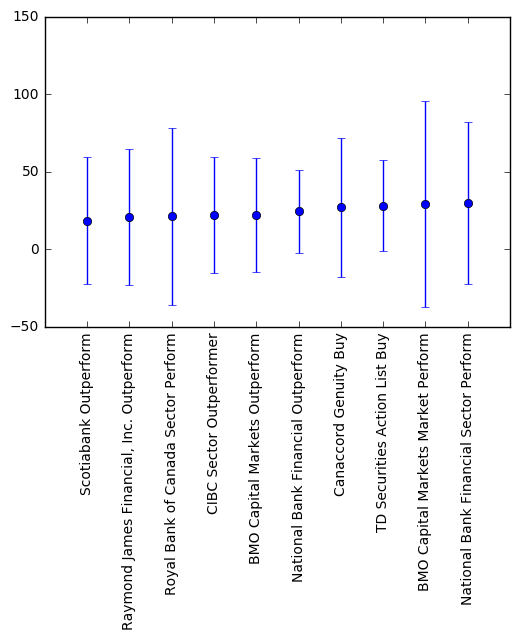 150
100
50
0
−50
Scotiabank Outperform
Raymond James Financial, Inc. Outperform
Royal Bank of Canada Sector Perform
CIBC Sector Outperformer
BMO Capital Markets Outperform
National Bank Financial Outperform
Canaccord Genuity Buy
TD Securities Action List Buy
BMO Capital Markets Market Perform
National Bank Financial Sector Perform